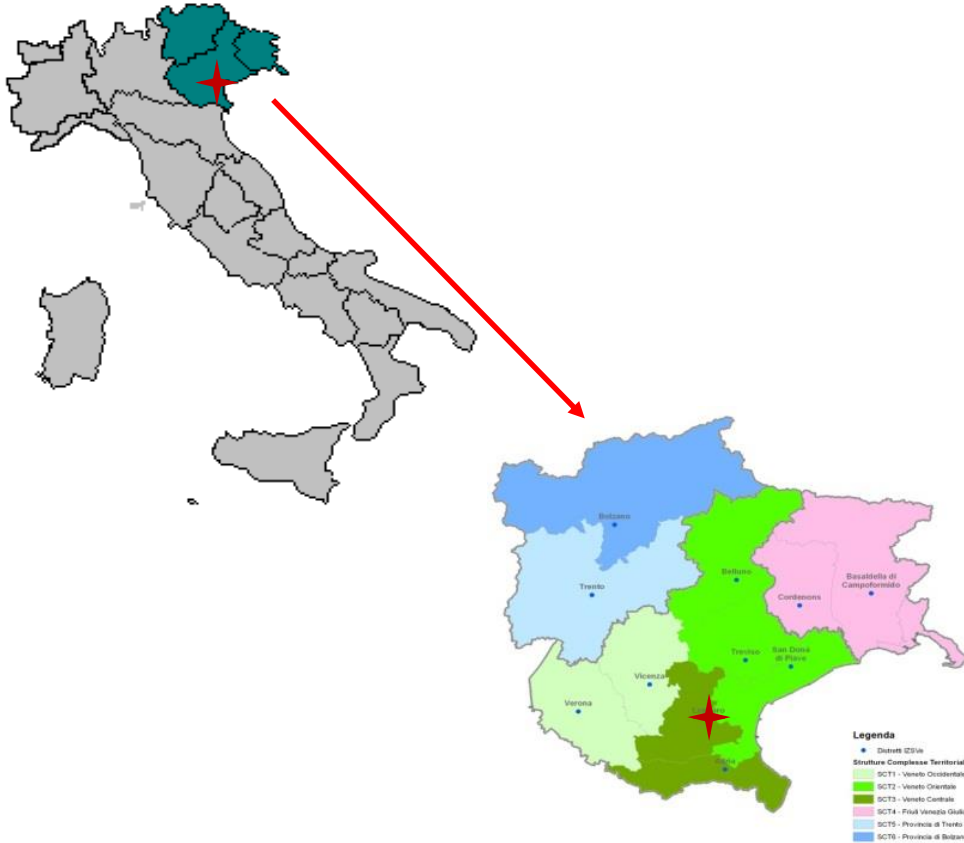 Bolzano
Trento
Belluno
Basaldella di
Campoformido
Cordenons
Treviso
San Donà
di Piave
Vicenza
Verona
Adria
Legenda
Distretti IZSVe
Strutture Complesse Territorial
SCT1 - Veneto Occidentale
SCT2 - Veneto Orientale
SCT3 - Veneto Centrale
SCT4 - Friuli Venezia Giuli
SCT5 - Provincia di Trento
SCT6 - Provincia di Bolzan